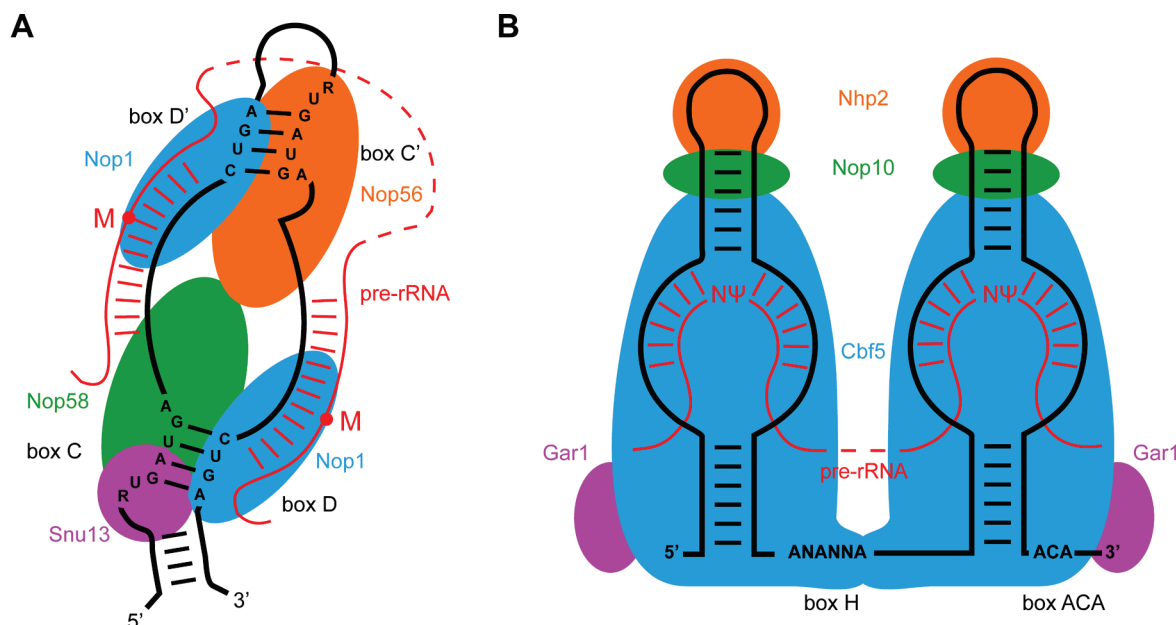 A
box D'
Nop1
A
G
U
C
R
U
G
A
U
G
A
box C'
Nop56
M
pre-rRNA
Nop58
box C
A
G
U
A
G
U
R
C
U
G
A
M
Nop1
box D
Snu13
5'
3'
B
Nhp2
Nop10
NΨ
NΨ
Cbf5
Gar1
pre-rRNA
Gar1
5'
ANANNA
ACA
3'
box H
box ACA